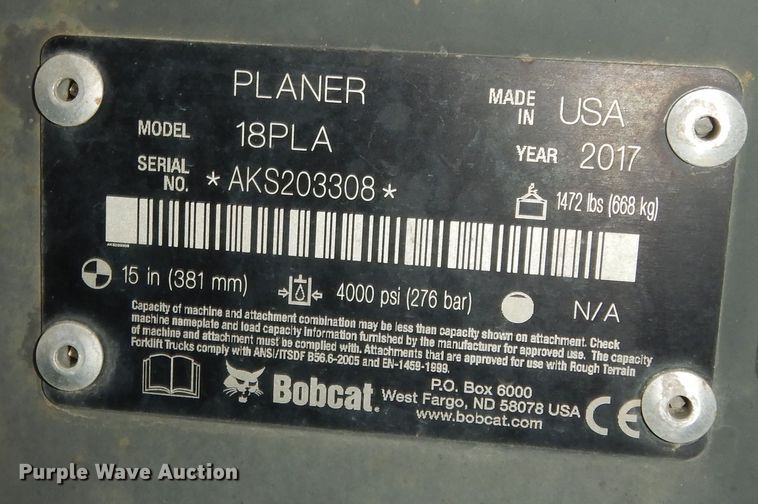 PLANER
MADE IN USA
MODEL 18PLA
YEAR 2017
SERIAL NO. *AKS203308*
1472 lbs (668 kg)
AKS203308
15 in (381 mm) 4000 psi (276 bar) N/A
Capacity of machine and attachment combination may be less than capacity shown on attachment. Check
machine nameplate and load capacity information furnished by the manufacturer for approved use. The capacity
of machine and attachment must be complied with. Attachments that are approved for use with Rough Terrain
Forklift Trucks comply with ANSI/ITSDF B56.6-2005 and EN-1459-1999.
Bobcat.
P.O. Box 6000
West Fargo, ND 58078 USA
www.bobcat.com
CE
Purple Wave Auction